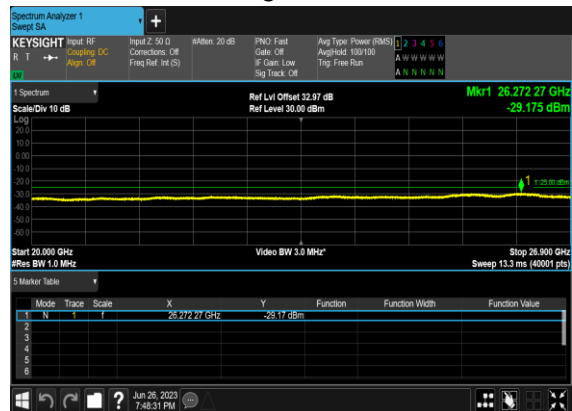 Spectrum Analyzer 1
Swept SA
KEYSIGHT
R T
LXI
Input: RF
Coupling: DC
Align: Off
Input Z: 50 Ω
Corrections: Off
Freq Ref: Int (S)
#Atten: 20 dB
PNO: Fast
Gate: Off
IF Gain: Low
Sig Track: Off
Avg Type: Power (RMS)
Avg|Hold: 100/100
Trig: Free Run
1 2 3 4 5 6
A W W W W W
A N N N N N
1 Spectrum
Scale/Div 10 dB
Ref Lvl Offset 32.97 dB
Ref Level 30.00 dBm
Mkr1 26.272 27 GHz
-29.175 dBm
Log
20.0
10.0
0.00
-10.0
-20.0
-30.0
-40.0
-50.0
-60.0
1
-25.00 dBm
Start 20.000 GHz
#Res BW 1.0 MHz
Video BW 3.0 MHz*
Stop 26.900 GHz
Sweep 13.3 ms (40001 pts)
5 Marker Table
Mode Trace Scale X Y Function Function Width Function Value
1 N 1 f 26.272 27 GHz -29.17 dBm
2
3
4
5
6
Jun 26, 2023
7:48:31 PM